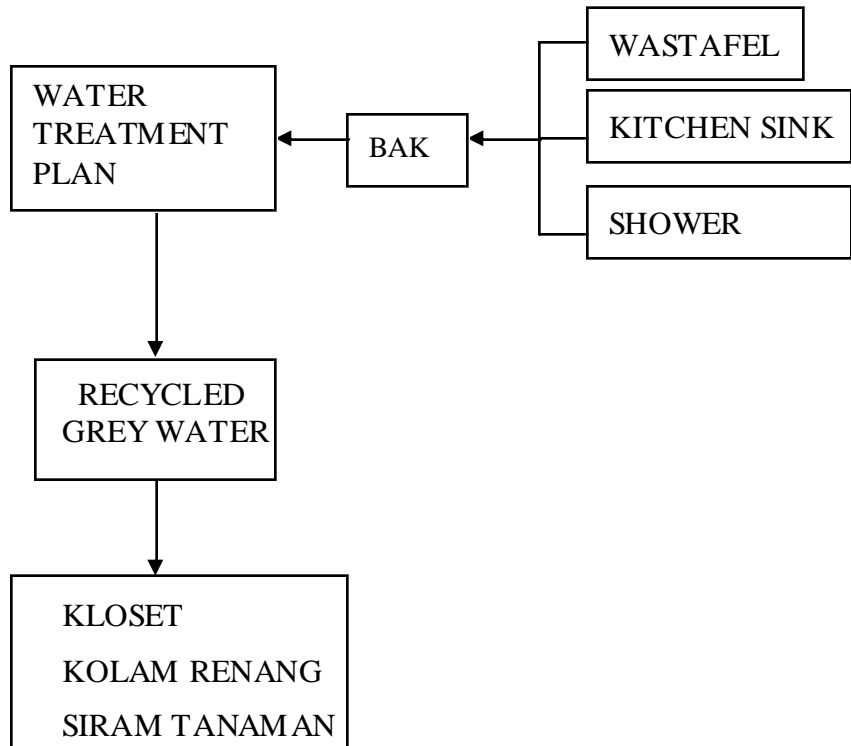 WASTAFEL
WATER
TREATMENT
PLAN
BAK
KITCHEN SINK
SHOWER
RECYCLED
GREY WATER
KLOSET
KOLAM RENANG
SIRAM TANAMAN